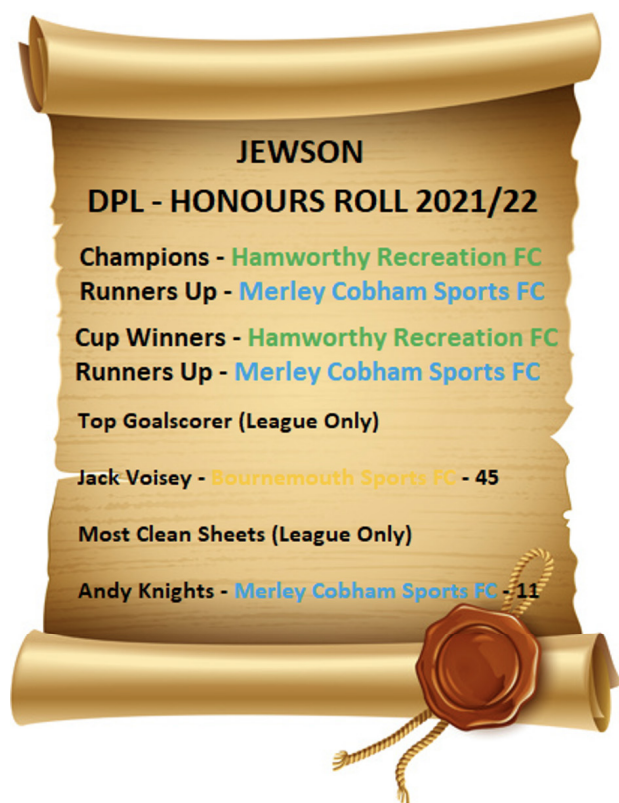 JEWSON
DPL - HONOURS ROLL 2021/22
Champions - Hamworthy Recreation FC
Runners Up - Merley Cobham Sports FC
Cup Winners - Hamworthy Recreation FC
Runners Up - Merley Cobham Sports FC
Top Goalscorer (League Only)
Jack Voisey - Bournemouth Sports FC - 45
Most Clean Sheets (League Only)
Andy Knights - Merley Cobham Sports FC - 11